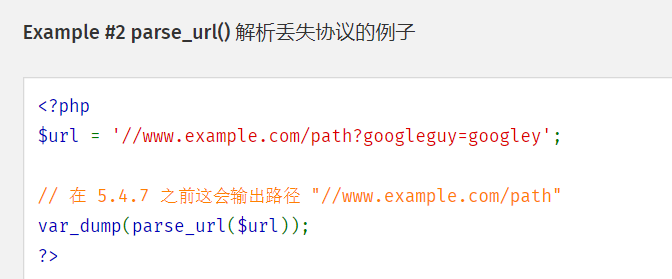 Example #2 parse_url() 解析丢失协议的例子
<?php
$url = '//www.example.com/path?googleguy=googley';
// 在 5.4.7 之前这会输出路径 "//www.example.com/path"
var_dump(parse_url($url));
?>